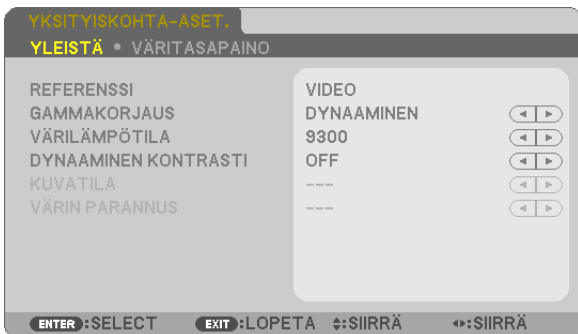 YKSITYISKOHTA-ASET.
YLEISTÄ • VÄRITASAPAINO
REFERENSSI VIDEO
GAMMAKORJAUS DYNAAMINEN
VÄRILÄMPÖTILA 9300
DYNAAMINEN KONTRASTI OFF
KUVATILA ---
VÄRIN PARANNUS ---
ENTER :SELECT EXIT :LOPETA :SIIRRÄ :SIIRRÄ